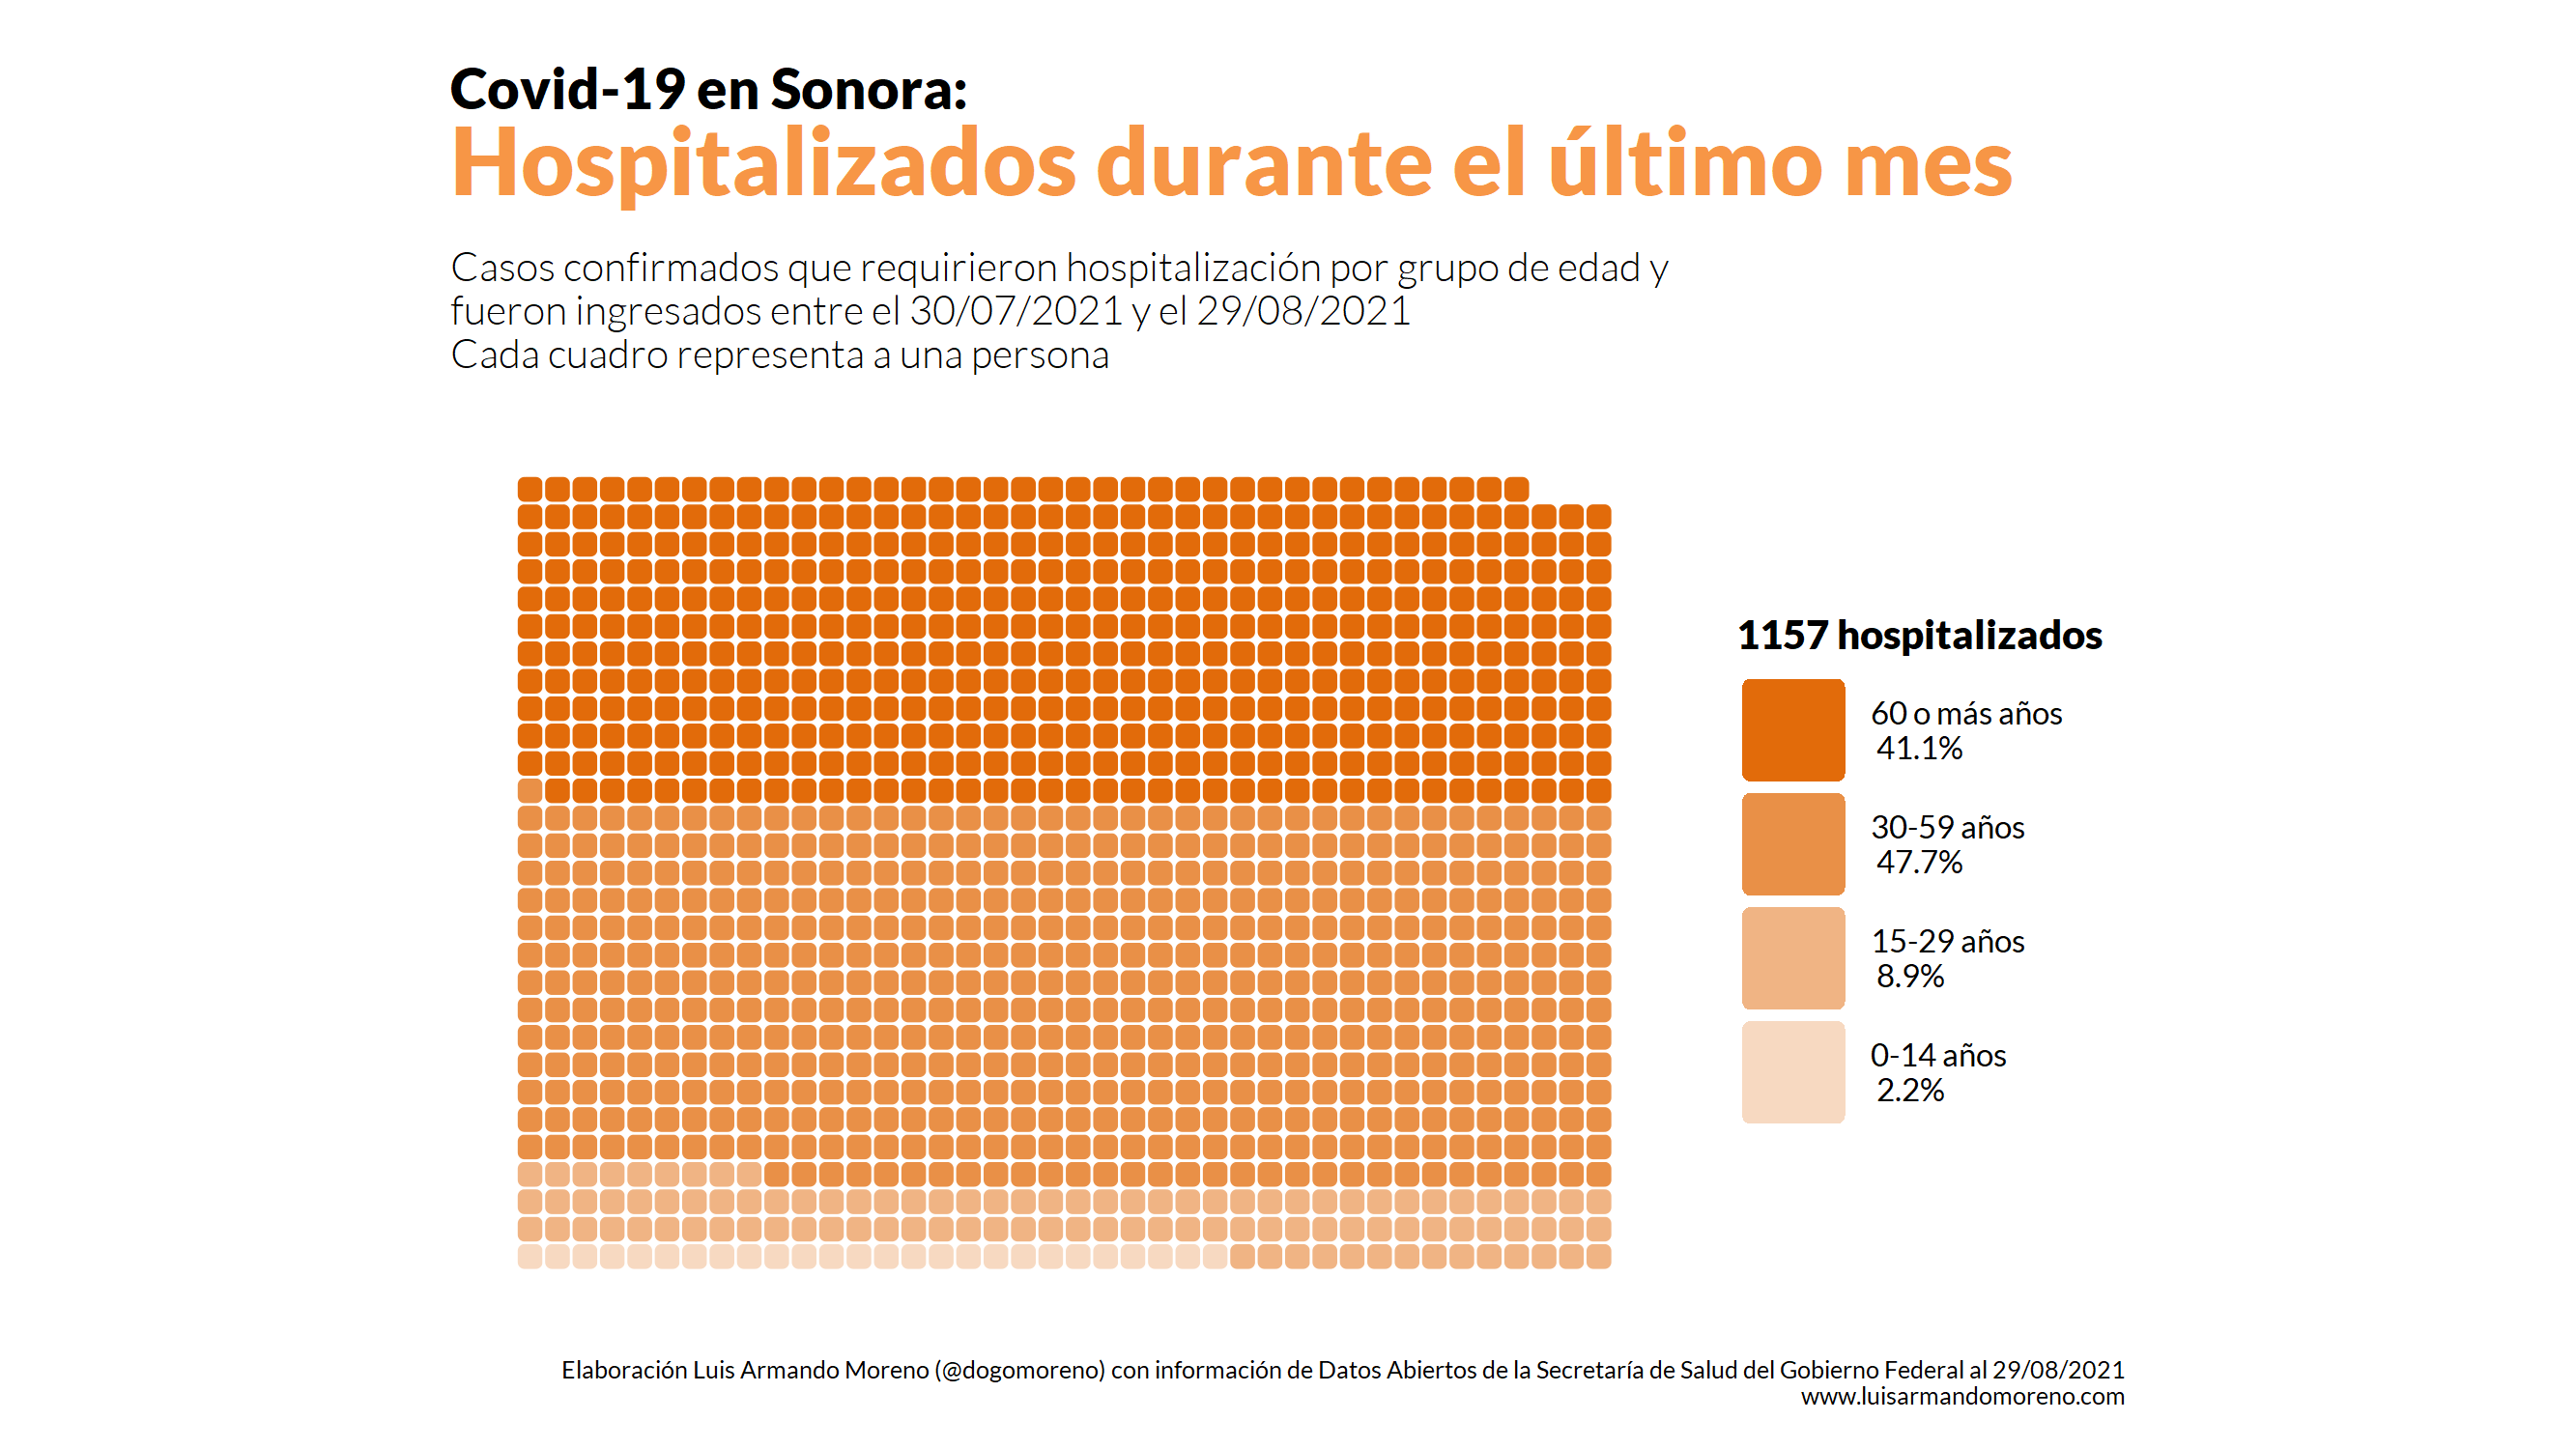 Covid-19 en Sonora:
Hospitalizados durante el último mes
Casos confirmados que requirieron hospitalización por grupo de edad y
fueron ingresados entre el 30/07/2021 y el 29/08/2021
Cada cuadro representa a una persona
1157 hospitalizados
60 o más años
41.1%
30-59 años
47.7%
15-29 años
8.9%
0-14 años
2.2%
Elaboración Luis Armando Moreno (@dogomoreno) con información de Datos Abiertos de la Secretaría de Salud del Gobierno Federal al 29/08/2021
www.luisarmandomoreno.com